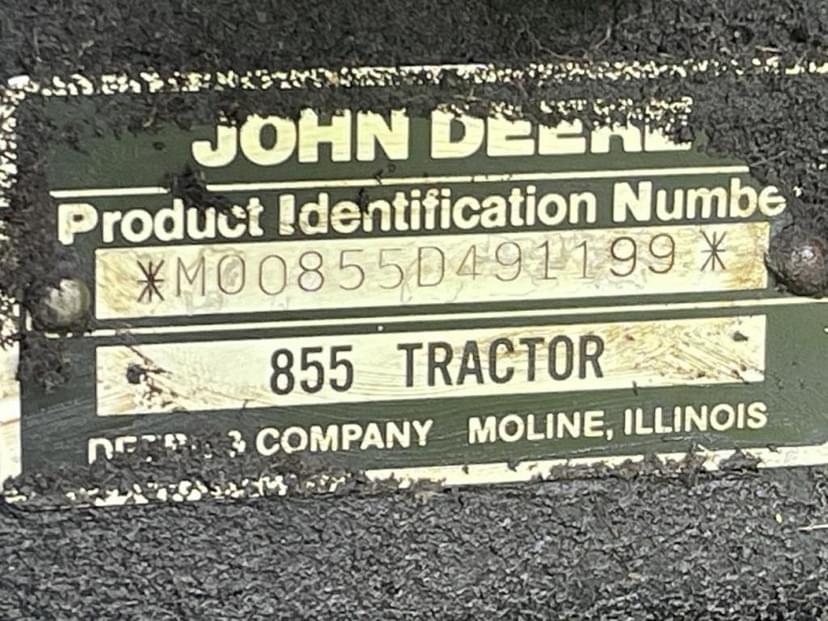 JOHN DEERE
Product Identification Numbe
*M00855D491199*
855 TRACTOR
& COMPANY MOLINE, ILLINOIS